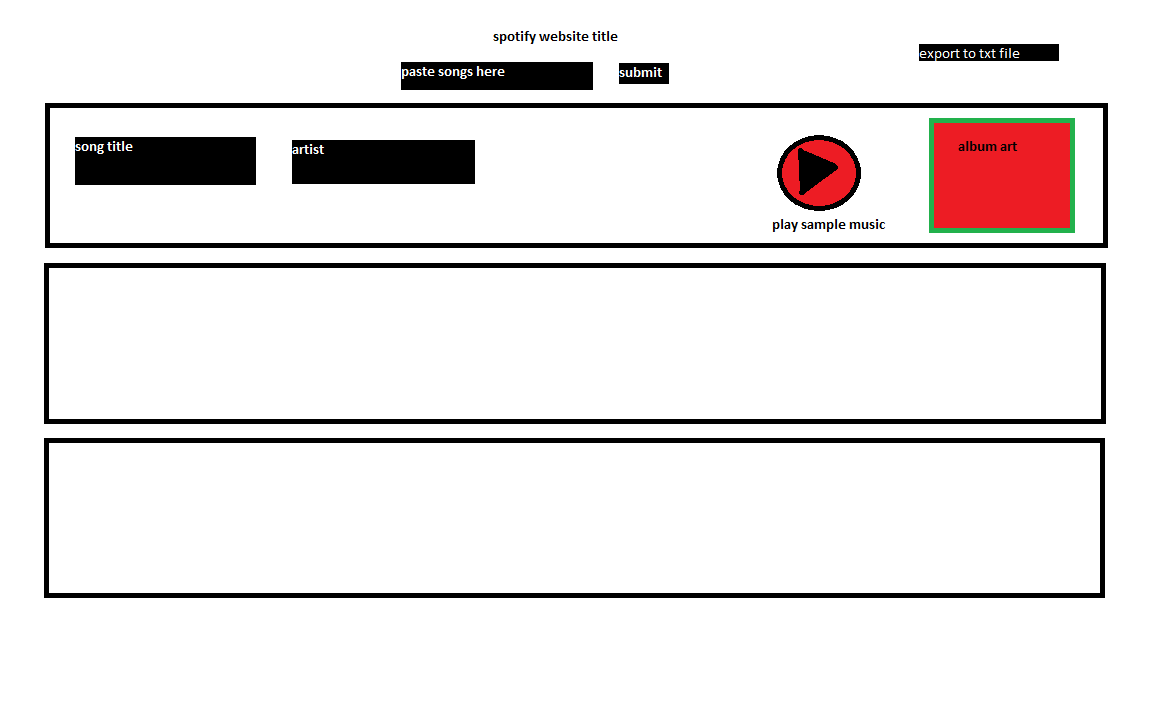 spotify website title
export to txt file
paste songs here
submit
song title
artist
album art
play sample music